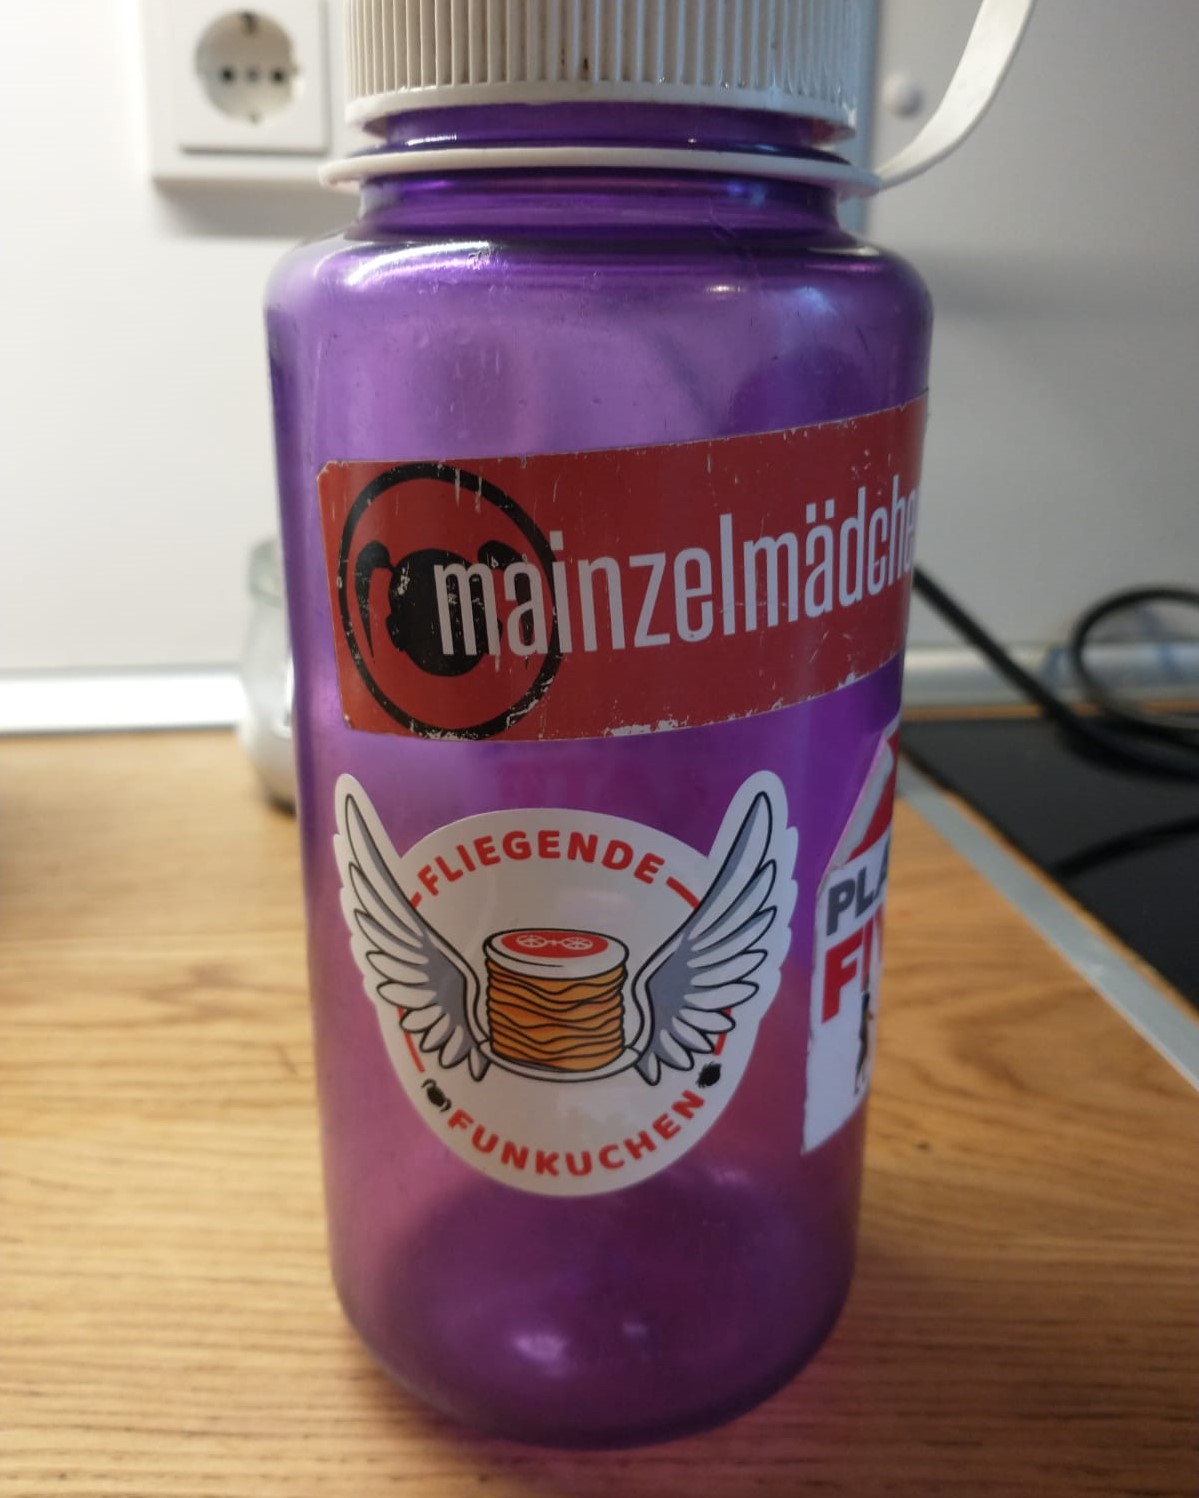 mainzelmädche
FLIEGENDE
FUNKUCHEN
PLA
FI